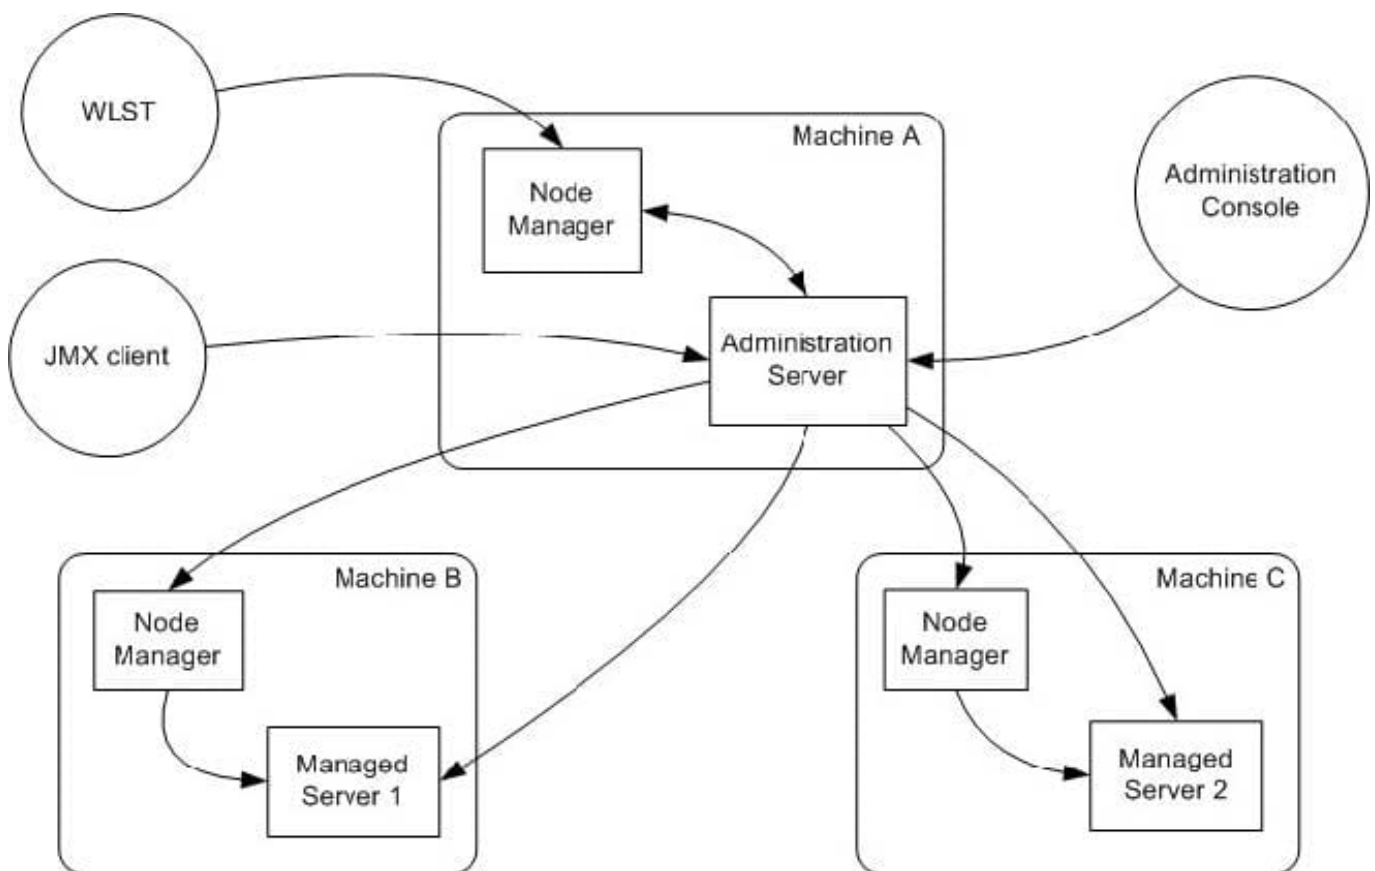 WLST
Machine A
Administration
Console
Node
Manager
JMX client
Administration
Server
Machine B
Machine C
Node
Manager
Node
Manager
Managed
Server 1
Managed
Server 2